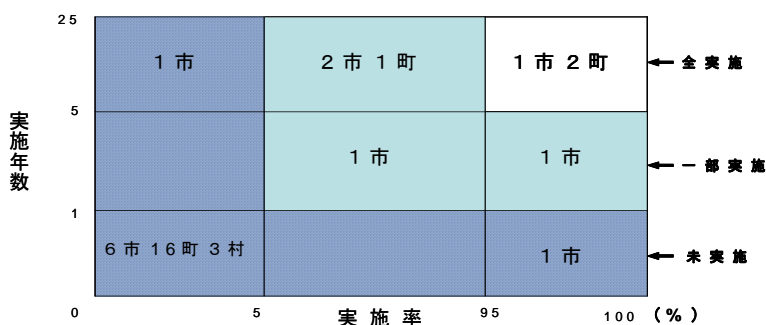 25
1市
2市1町
1市2町
全実施
5
実施年数
1市
1市
一部実施
1
6市16町3村
1市
未実施
0
5
実施率
95
100
(%)